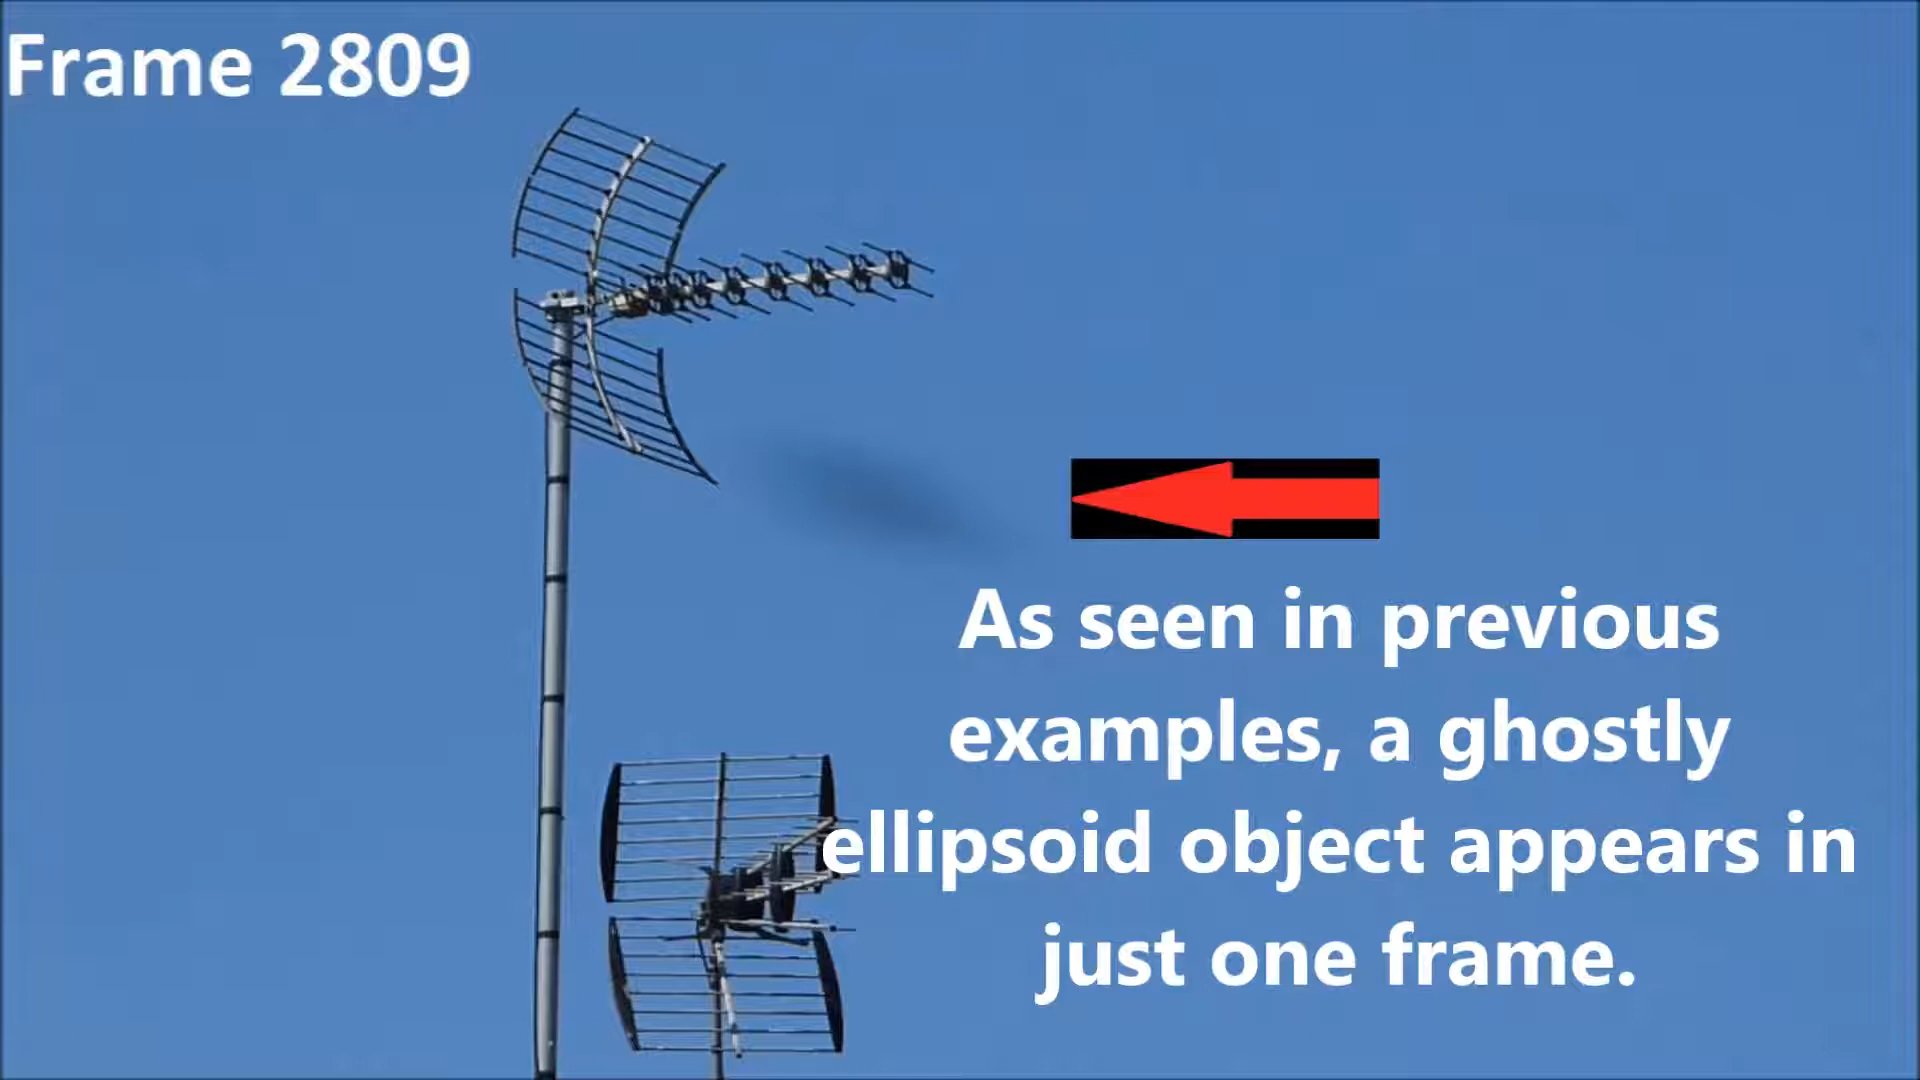 Frame 2809
As seen in previous
examples, a ghostly
ellipsoid object appears in
just one frame.